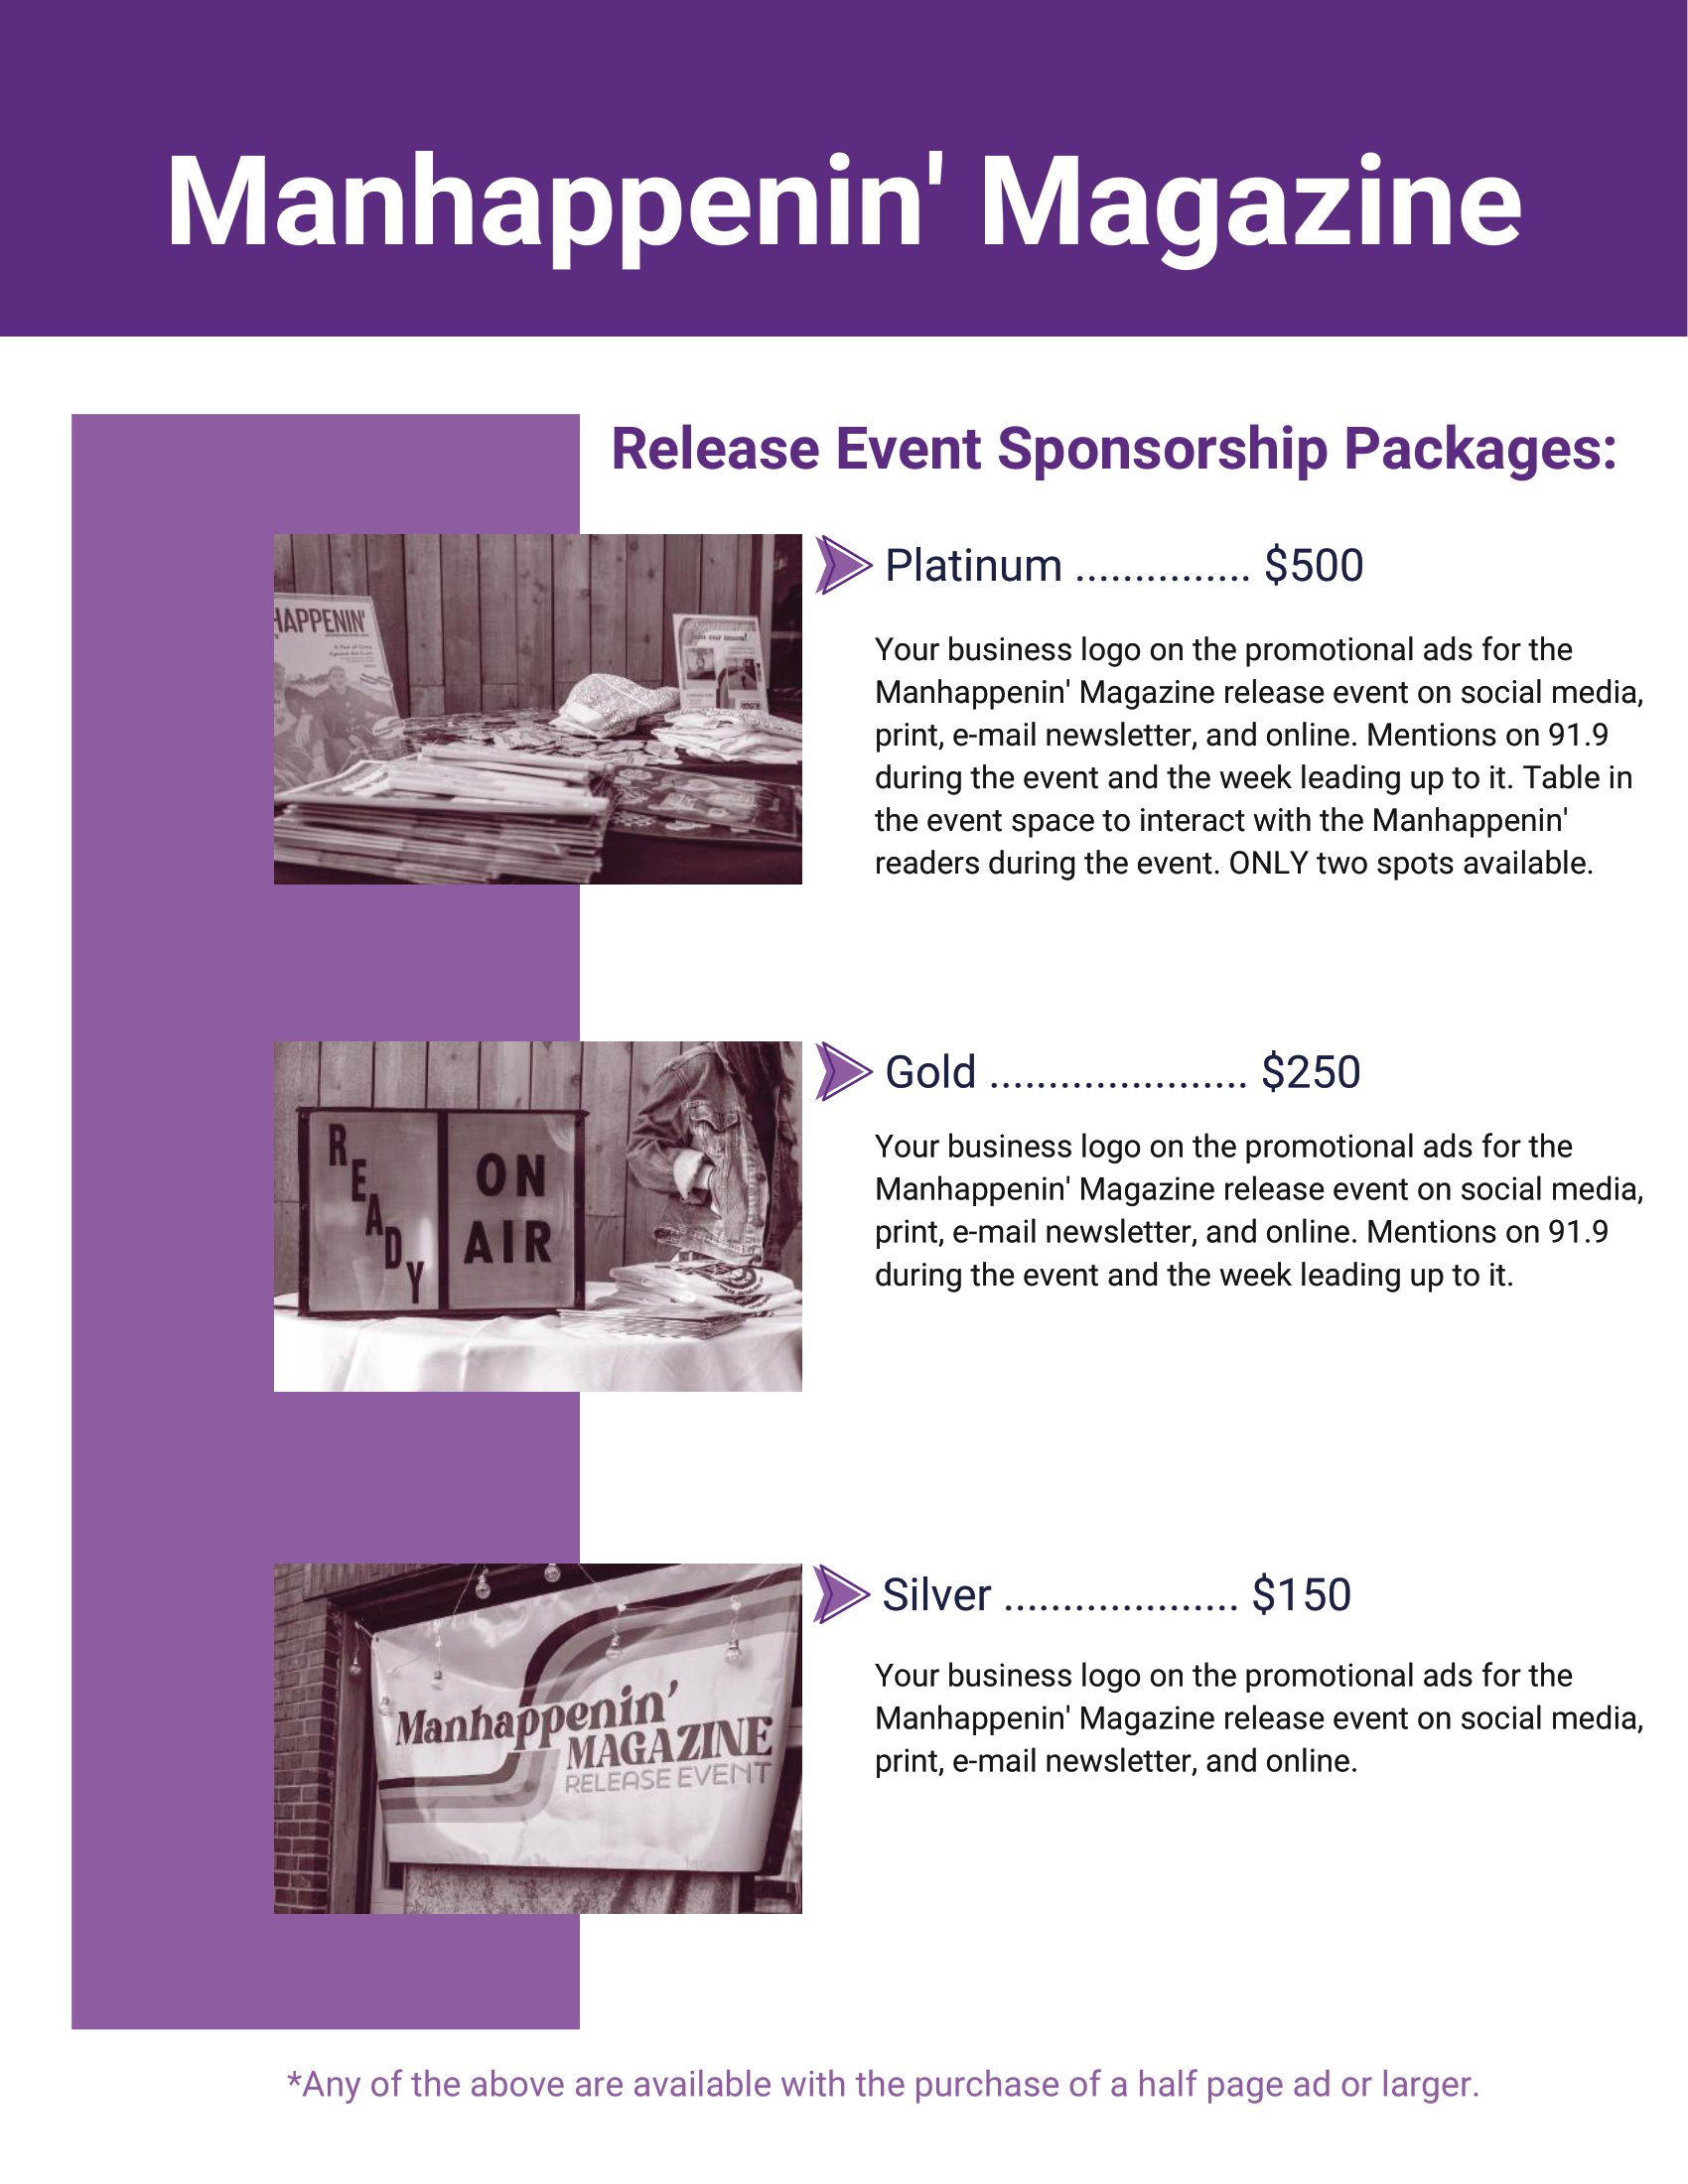 Manhappenin' Magazine
Release Event Sponsorship Packages:
HAPPENIN'
Platinum ............... $500
Your business logo on the promotional ads for the
Manhappenin' Magazine release event on social media,
print, e-mail newsletter, and online. Mentions on 91.9
during the event and the week leading up to it. Table in
the event space to interact with the Manhappenin'
readers during the event. ONLY two spots available.
READY
ON
AIR
Gold ...................... $250
Your business logo on the promotional ads for the
Manhappenin' Magazine release event on social media,
print, e-mail newsletter, and online. Mentions on 91.9
during the event and the week leading up to it.
Manhappenin'
MAGAZINE
RELEASE EVENT
Silver .................... $150
Your business logo on the promotional ads for the
Manhappenin' Magazine release event on social media,
print, e-mail newsletter, and online.
*Any of the above are available with the purchase of a half page ad or larger.